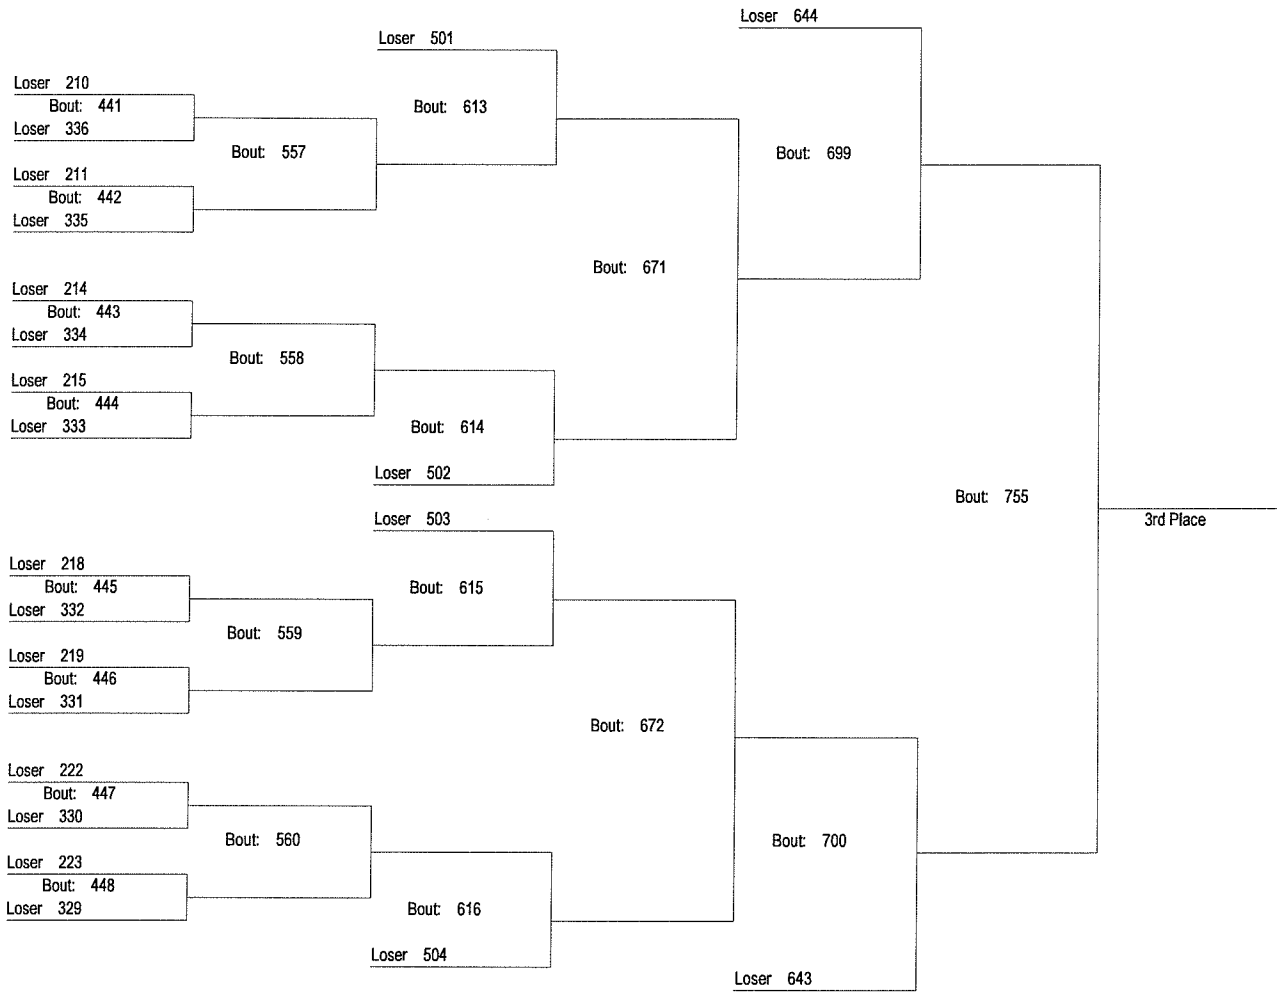 Loser 644
Loser 501
Loser 210
Bout: 441
Loser 336
Bout: 613
Bout: 557
Bout: 699
Loser 211
Bout: 442
Loser 335
Bout: 671
Loser 214
Bout: 443
Loser 334
Bout: 558
Loser 215
Bout: 444
Loser 333
Bout: 614
Loser 502
Bout: 755
3rd Place
Loser 503
Loser 218
Bout: 445
Loser 332
Bout: 615
Bout: 559
Loser 219
Bout: 446
Loser 331
Bout: 672
Loser 222
Bout: 447
Loser 330
Bout: 560
Bout: 700
Loser 223
Bout: 448
Loser 329
Bout: 616
Loser 504
Loser 643